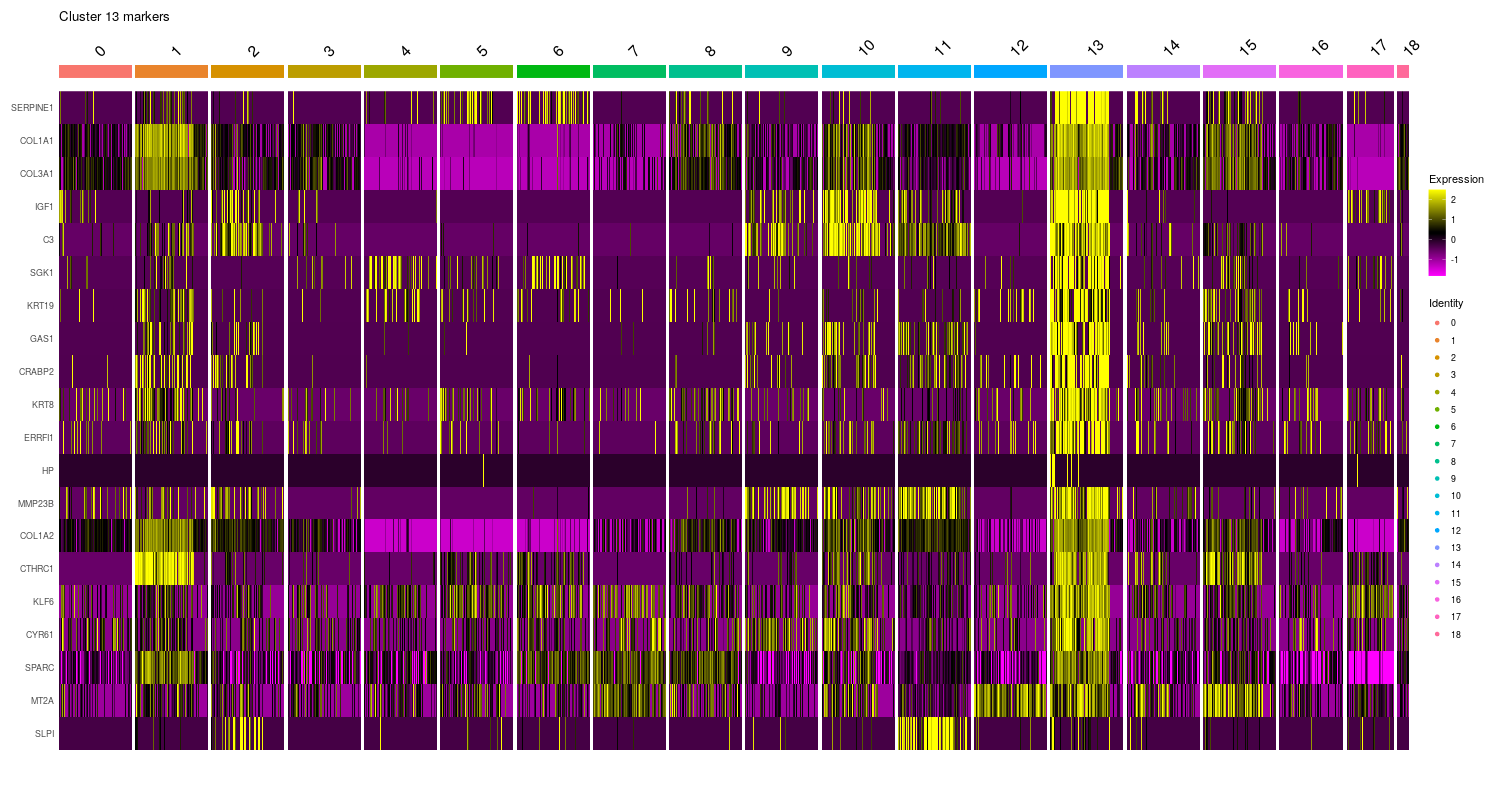 Cluster 13 markers
0 1 2 3 4 5 6 7 8 9 10 11 12 13 14 15 16 17 18
SERPINE1
COL1A1
COL3A1
IGF1
C3
SGK1
KRT19
GAS1
CRABP2
KRT8
ERRFI1
HP
MMP23B
COL1A2
CTHRC1
KLF6
CYR61
SPARC
MT2A
SLPI
Expression
2
1
0
-1
Identity
0
1
2
3
4
5
6
7
8
9
10
11
12
13
14
15
16
17
18